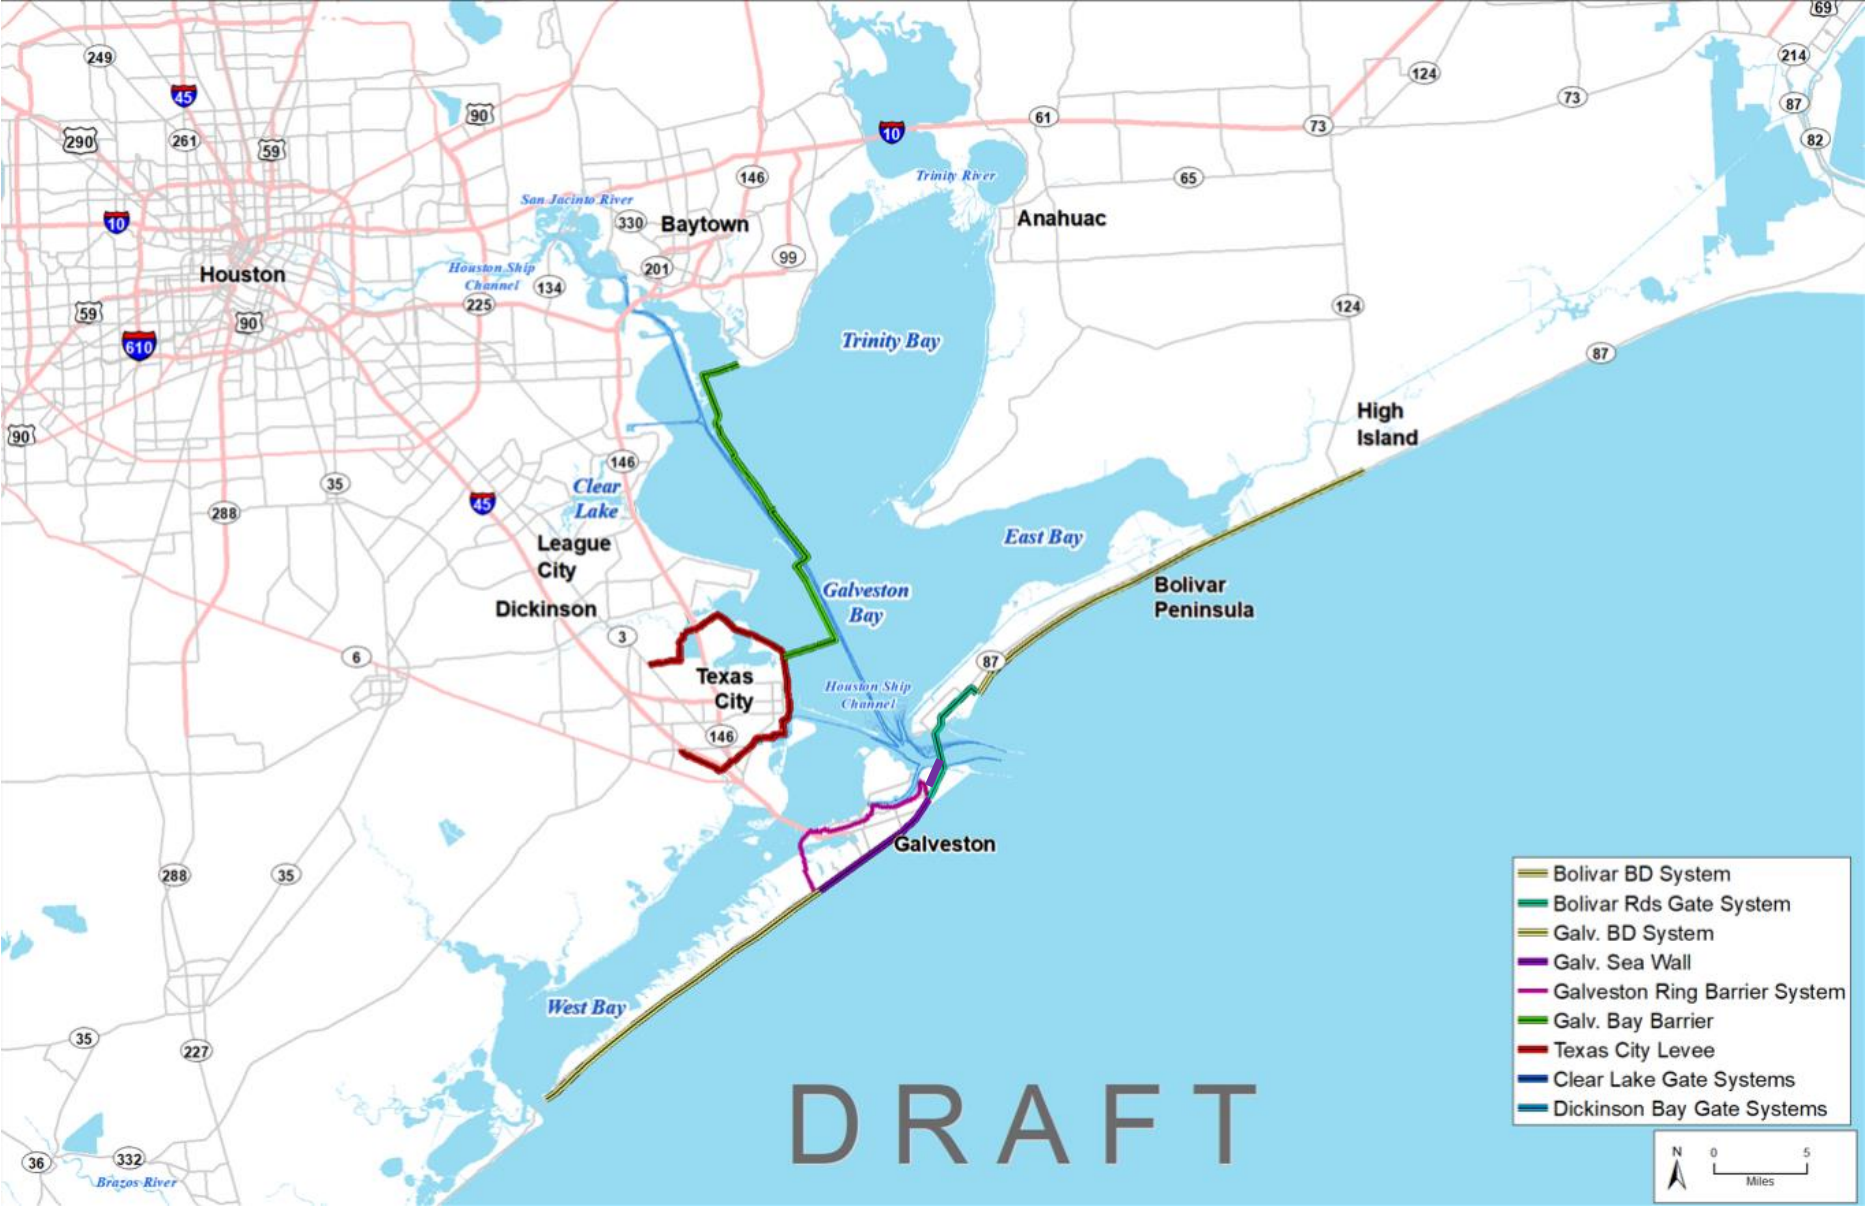 69
249
214
124
45
73
87
90
61
10
73
290
261
59
82
146
65
Trinity River
San Jacinto River
330
Baytown
Anahuac
10
99
Houston
Houston Ship
Channel
201
134
225
124
59
90
610
Trinity Bay
87
High
Island
90
146
35
Clear
Lake
45
288
East Bay
League
City
Bolivar
Peninsula
Galveston
Bay
Dickinson
3
6
87
Texas
City
Houston Ship
Channel
146
Galveston
288
35
West Bay
35
227
36
332
Brazos River
DRAFT
Bolivar BD System
Bolivar Rds Gate System
Galv. BD System
Galv. Sea Wall
Galveston Ring Barrier System
Galv. Bay Barrier
Texas City Levee
Clear Lake Gate Systems
Dickinson Bay Gate Systems
N
0 5
Miles